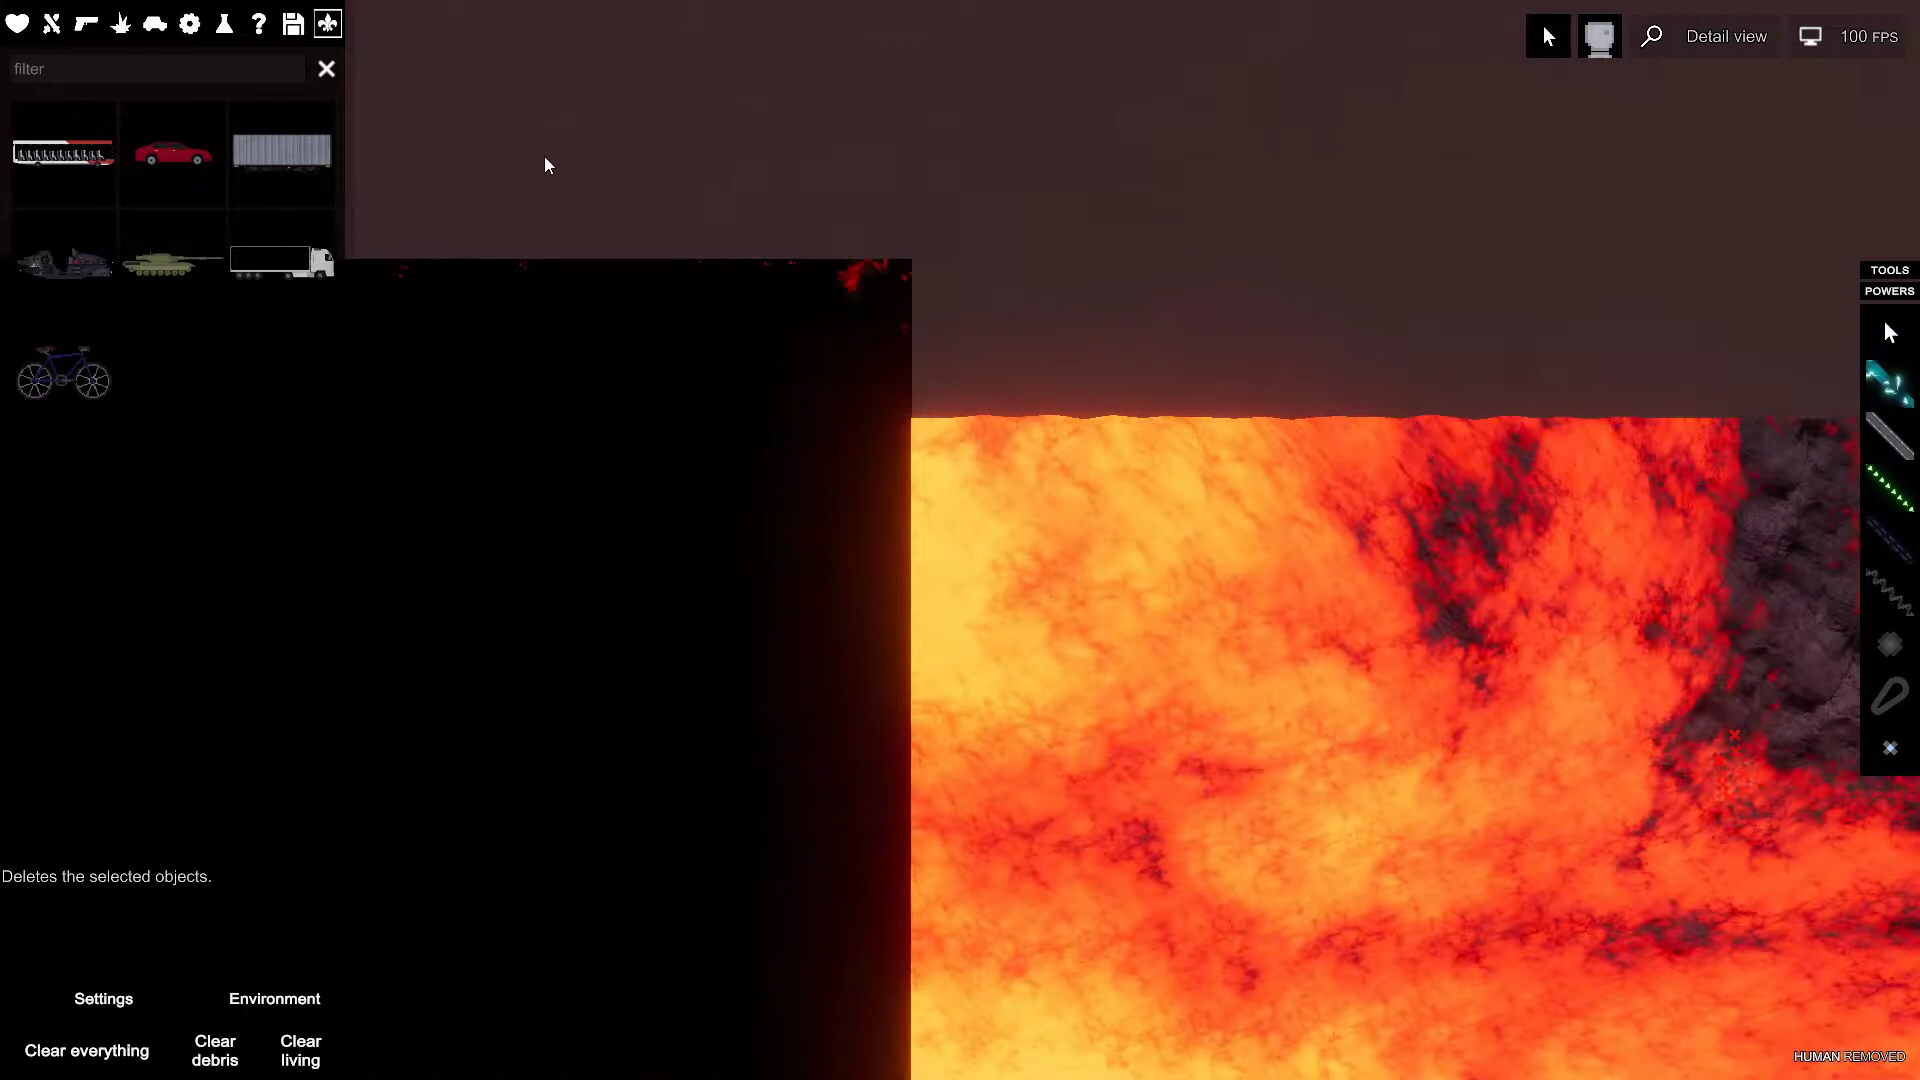 filter
Detail view
100 FPS
TOOLS
POWERS
Deletes the selected objects.
Settings
Environment
Clear everything
Clear
debris
Clear
living
HUMAN REMOVED